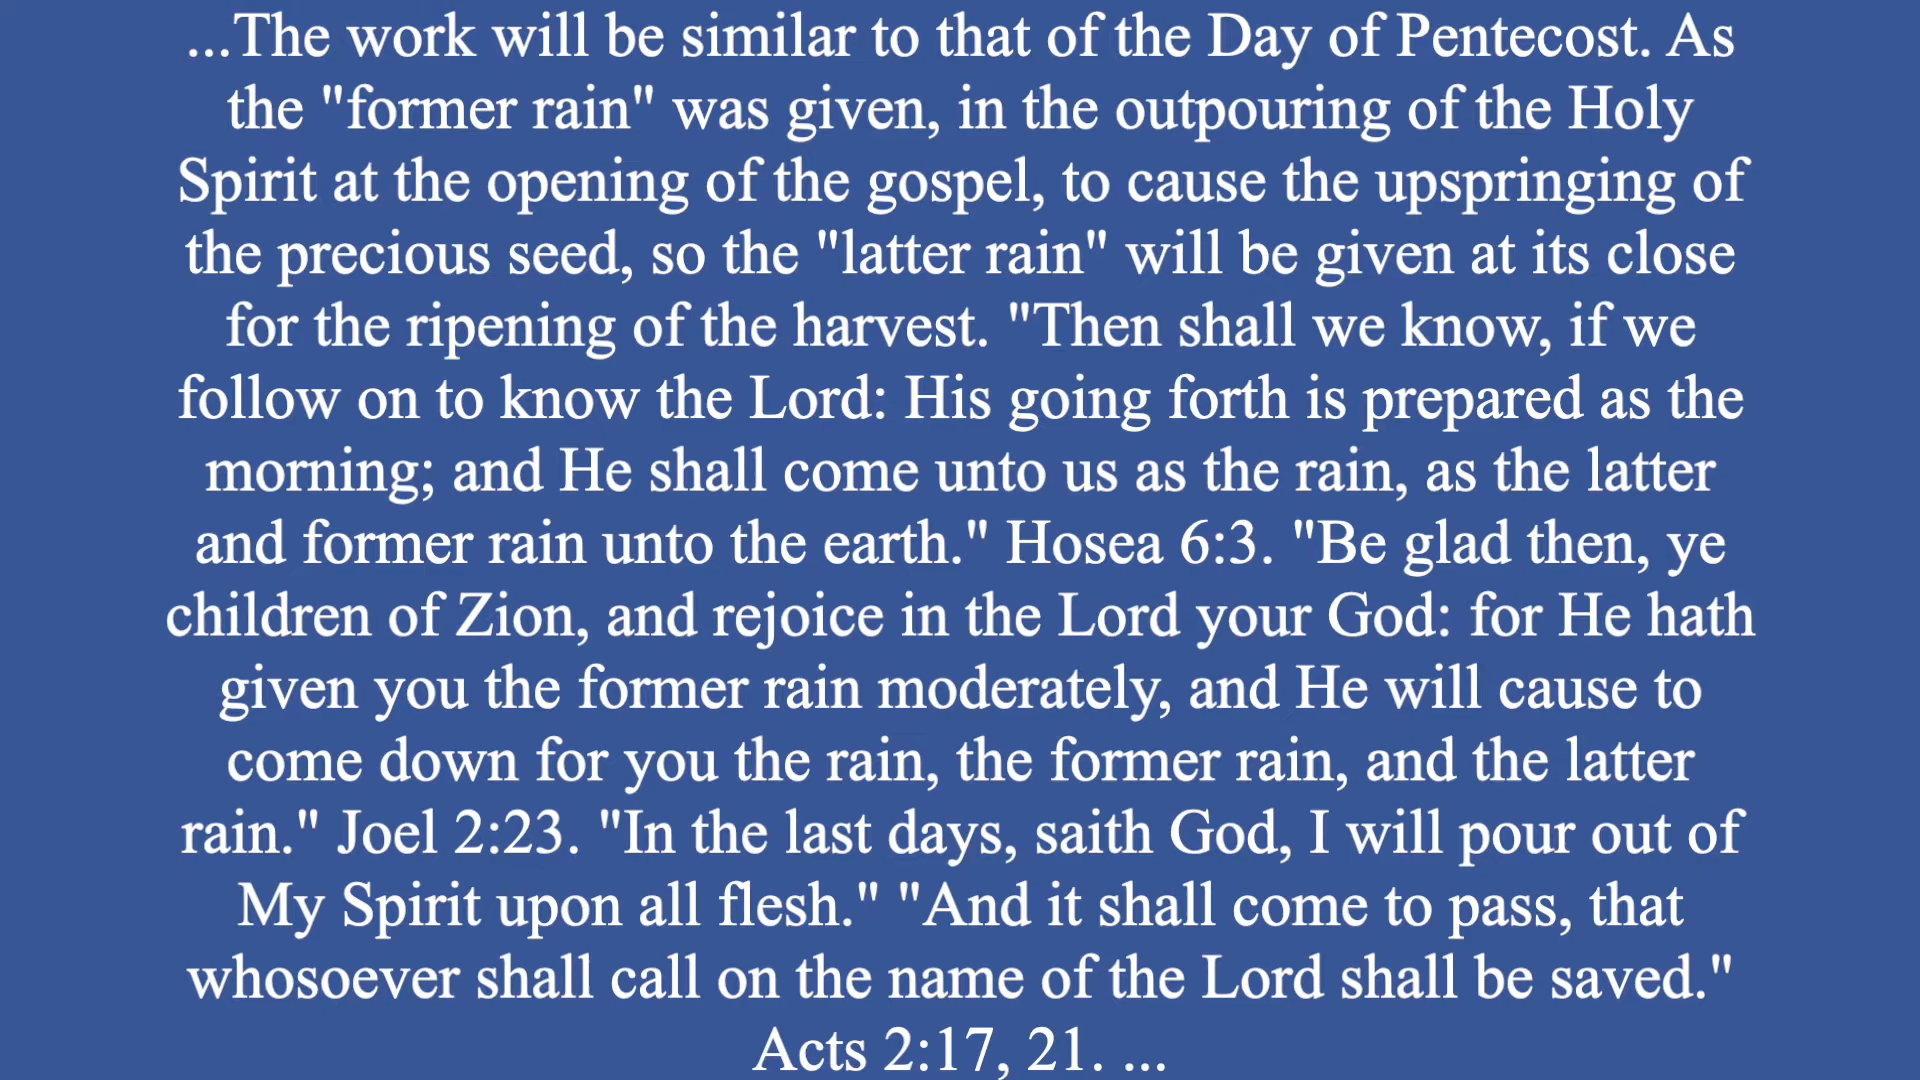 ...The work will be similar to that of the Day of Pentecost. As
the "former rain" was given, in the outpouring of the Holy
Spirit at the opening of the gospel, to cause the upspringing of
the precious seed, so the "latter rain" will be given at its close
for the ripening of the harvest. "Then shall we know, if we
follow on to know the Lord: His going forth is prepared as the
morning; and He shall come unto us as the rain, as the latter
and former rain unto the earth." Hosea 6:3. "Be glad then, ye
children of Zion, and rejoice in the Lord your God: for He hath
given you the former rain moderately, and He will cause to
come down for you the rain, the former rain, and the latter
rain." Joel 2:23. "In the last days, saith God, I will pour out of
My Spirit upon all flesh." "And it shall come to pass, that
whosoever shall call on the name of the Lord shall be saved."
Acts 2:17, 21. ...